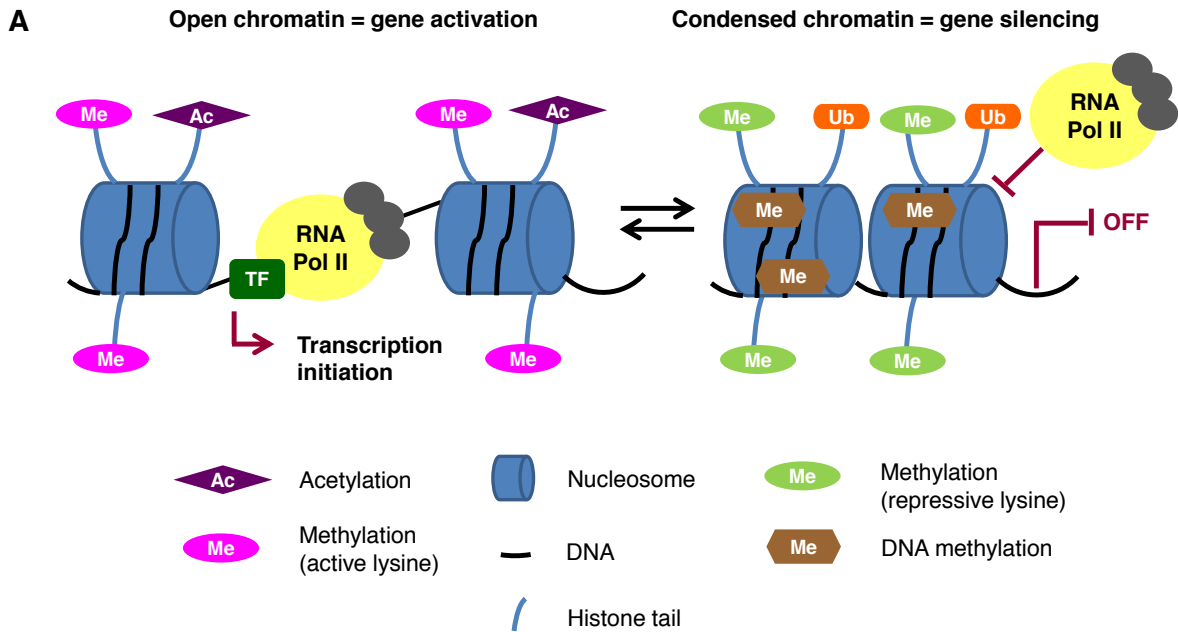 A
Open chromatin = gene activation
Condensed chromatin = gene silencing
Me
Ac
Me
Ac
Me
Ub
Me
Ub
RNA
Pol II
RNA
Pol II
TF
Me
Me
Me
OFF
Me
Me
Transcription
initiation
Me
Me
Ac
Acetylation
Nucleosome
Me
Methylation
(repressive lysine)
Me
Methylation
(active lysine)
DNA
Me
DNA methylation
Histone tail